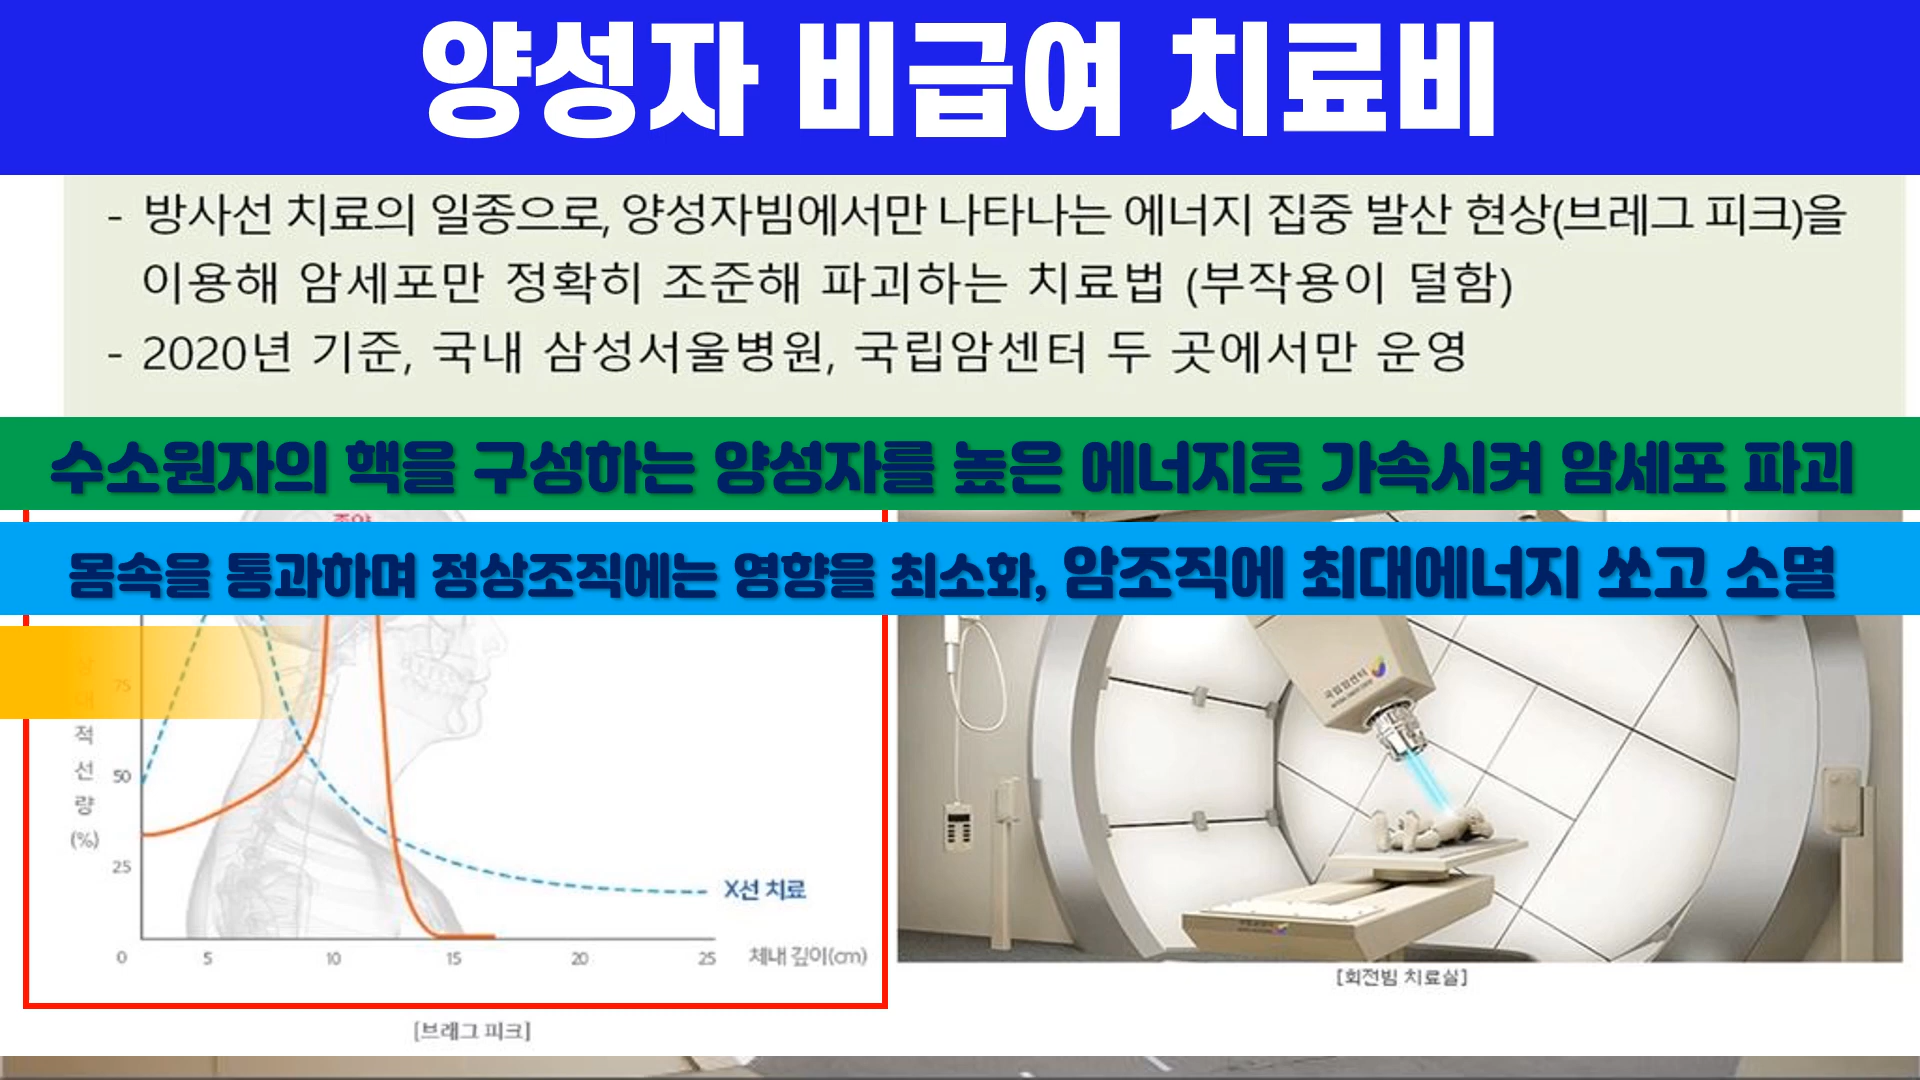 양성자 비급여 치료비
- 방사선 치료의 일종으로, 양성자빔에서만 나타나는 에너지 집중 발산 현상(브레그 피크)을
이용해 암세포만 정확히 조준해 파괴하는 치료법 (부작용이 덜함)
- 2020년 기준, 국내 삼성서울병원, 국립암센터 두 곳에서만 운영
수소원자의 핵을 구성하는 양성자를 높은 에너지로 가속시켜 암세포 파괴
몸속을 통과하며 정상조직에는 영향을 최소화, 암조직에 최대에너지 쏘고 소멸
75
적
선
량
(%)
50
25
0 5 10 15 20 25
체내 깊이(cm)
X선 치료
[브래그 피크]
국립암센터
[회전빔 치료실]